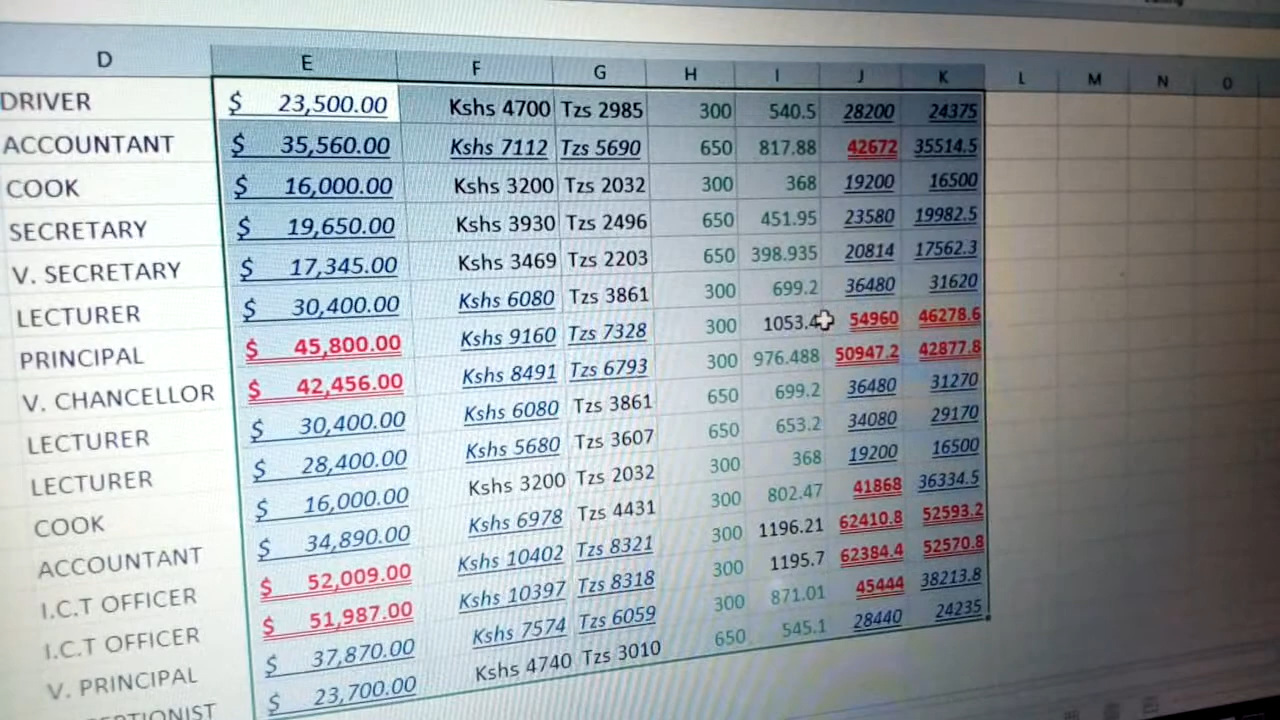 D E F G H I J K L M N O
DRIVER $ 23,500.00 Kshs 4700 Tzs 2985 300 540.5 28200 24375
ACCOUNTANT $ 35,560.00 Kshs 7112 Tzs 5690 650 817.88 42672 35514.5
COOK $ 16,000.00 Kshs 3200 Tzs 2032 300 368 19200 16500
SECRETARY $ 19,650.00 Kshs 3930 Tzs 2496 650 451.95 23580 19982.5
V. SECRETARY $ 17,345.00 Kshs 3469 Tzs 2203 650 398.935 20814 17562.3
LECTURER $ 30,400.00 Kshs 6080 Tzs 3861 300 699.2 36480 31620
PRINCIPAL $ 45,800.00 Kshs 9160 Tzs 7328 300 1053.4 54960 46278.6
V. CHANCELLOR $ 42,456.00 Kshs 8491 Tzs 6793 300 976.488 50947.2 42877.8
LECTURER $ 30,400.00 Kshs 6080 Tzs 3861 650 699.2 36480 31270
LECTURER $ 28,400.00 Kshs 5680 Tzs 3607 650 653.2 34080 29170
COOK $ 16,000.00 Kshs 3200 Tzs 2032 300 368 19200 16500
ACCOUNTANT $ 34,890.00 Kshs 6978 Tzs 4431 300 802.47 41868 36334.5
I.C.T OFFICER $ 52,009.00 Kshs 10402 Tzs 8321 300 1196.21 62410.8 52593.2
I.C.T OFFICER $ 51,987.00 Kshs 10397 Tzs 8318 300 1195.7 62384.4 52570.8
V. PRINCIPAL $ 37,870.00 Kshs 7574 Tzs 6059 300 871.01 45444 38213.8
$ 23,700.00 Kshs 4740 Tzs 3010 650 545.1 28440 24235